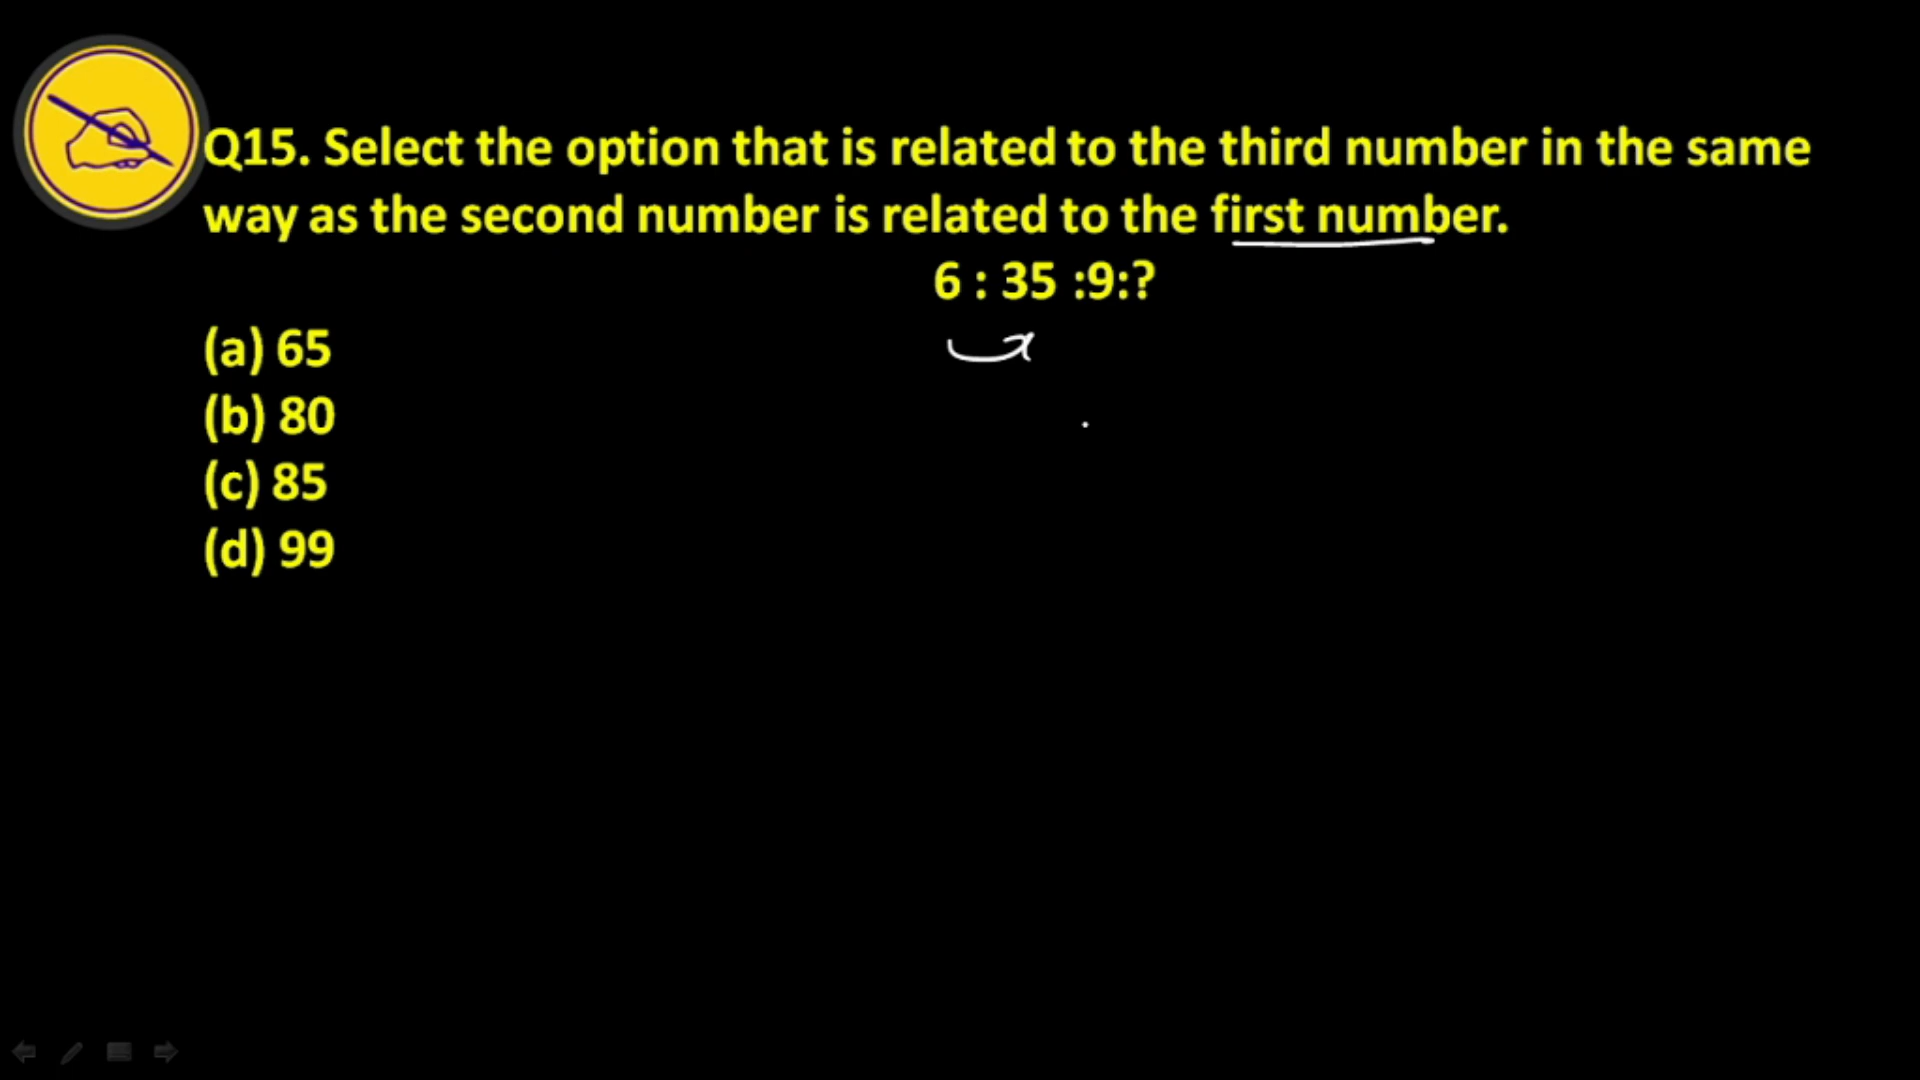 Q15. Select the option that is related to the third number in the same
way as the second number is related to the first number.
6 : 35 :9:?
(a) 65
(b) 80
(c) 85
(d) 99